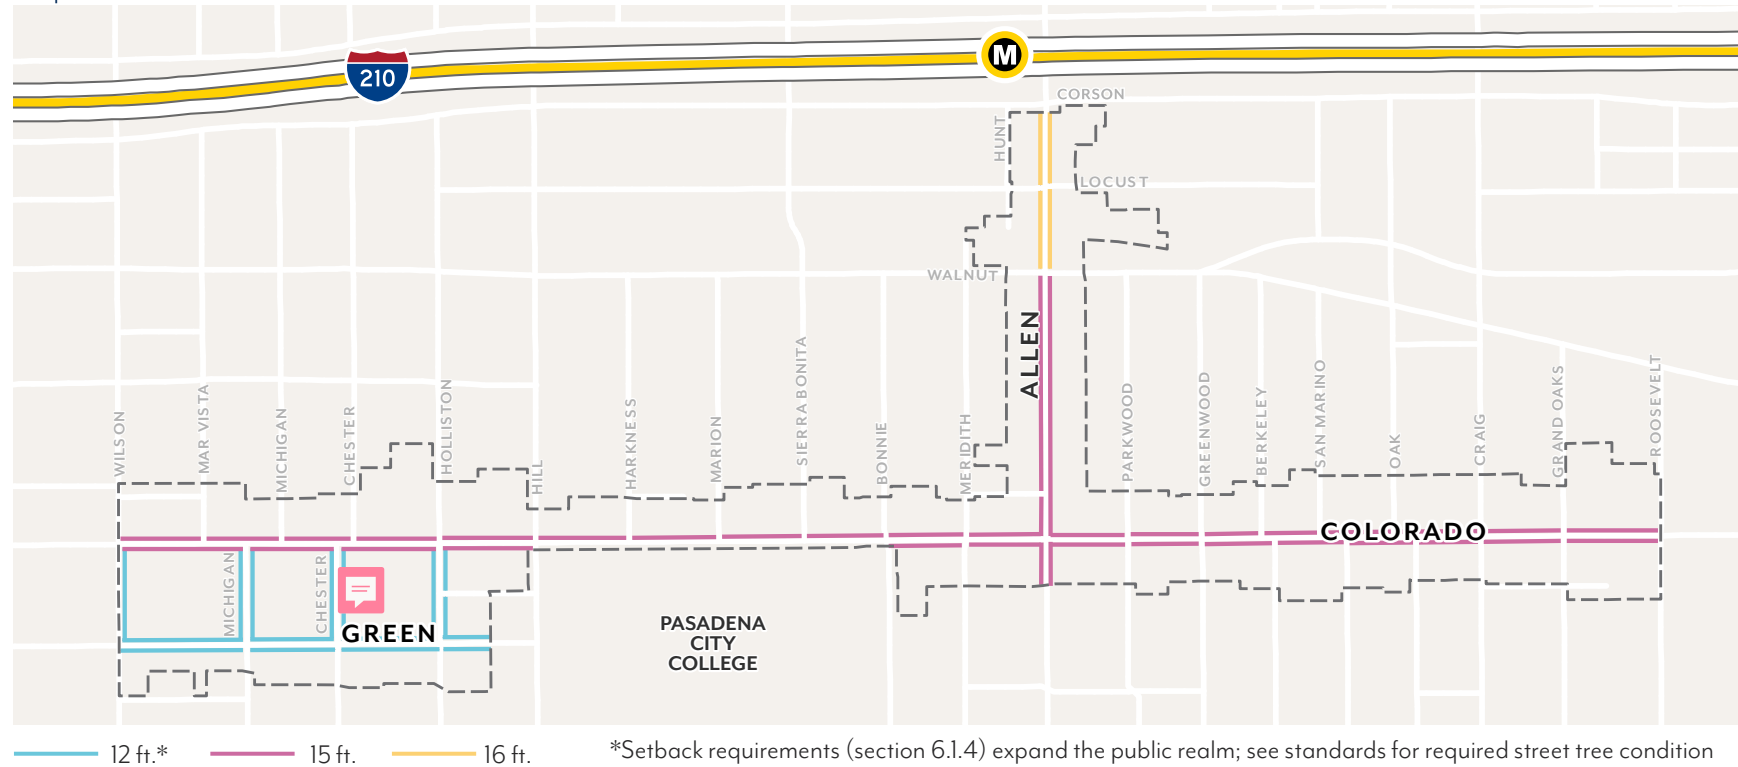 210
M
CORSON
HUNT
LOCUST
WALNUT
ALLEN
WILSON
MAR VISTA
MICHIGAN
CHESTER
HOLLISTON
HILL
HARKNESS
MARION
SIERRA BONITA
BONNIE
MERIDITH
PARKWOOD
GREENWOOD
BERKELEY
SAN MARINO
OAK
CRAIG
GRAND OAKS
ROOSEVELT
COLORADO
MICHIGAN
CHESTER
GREEN
PASADENA
CITY
COLLEGE
12 ft.*
15 ft.
16 ft.
*Setback requirements (section 6.1.4) expand the public realm; see standards for required street tree condition